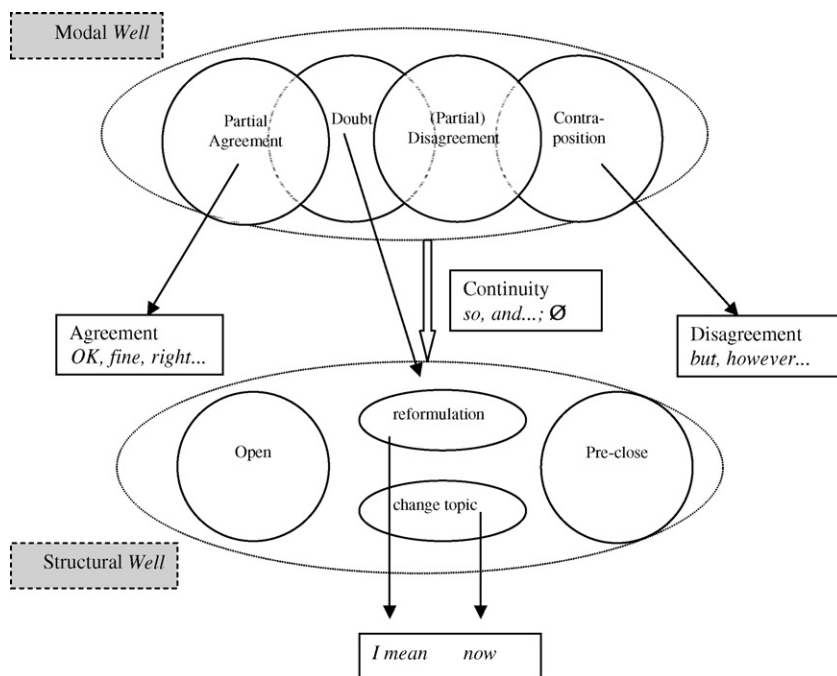 Modal Well
Partial
Agreement
Doubt
(Partial)
Disagreement
Contra-
position
Agreement
OK, fine, right...
Continuity
so, and...; Ø
Disagreement
but, however...
reformulation
Open
Pre-close
change topic
Structural Well
I mean now